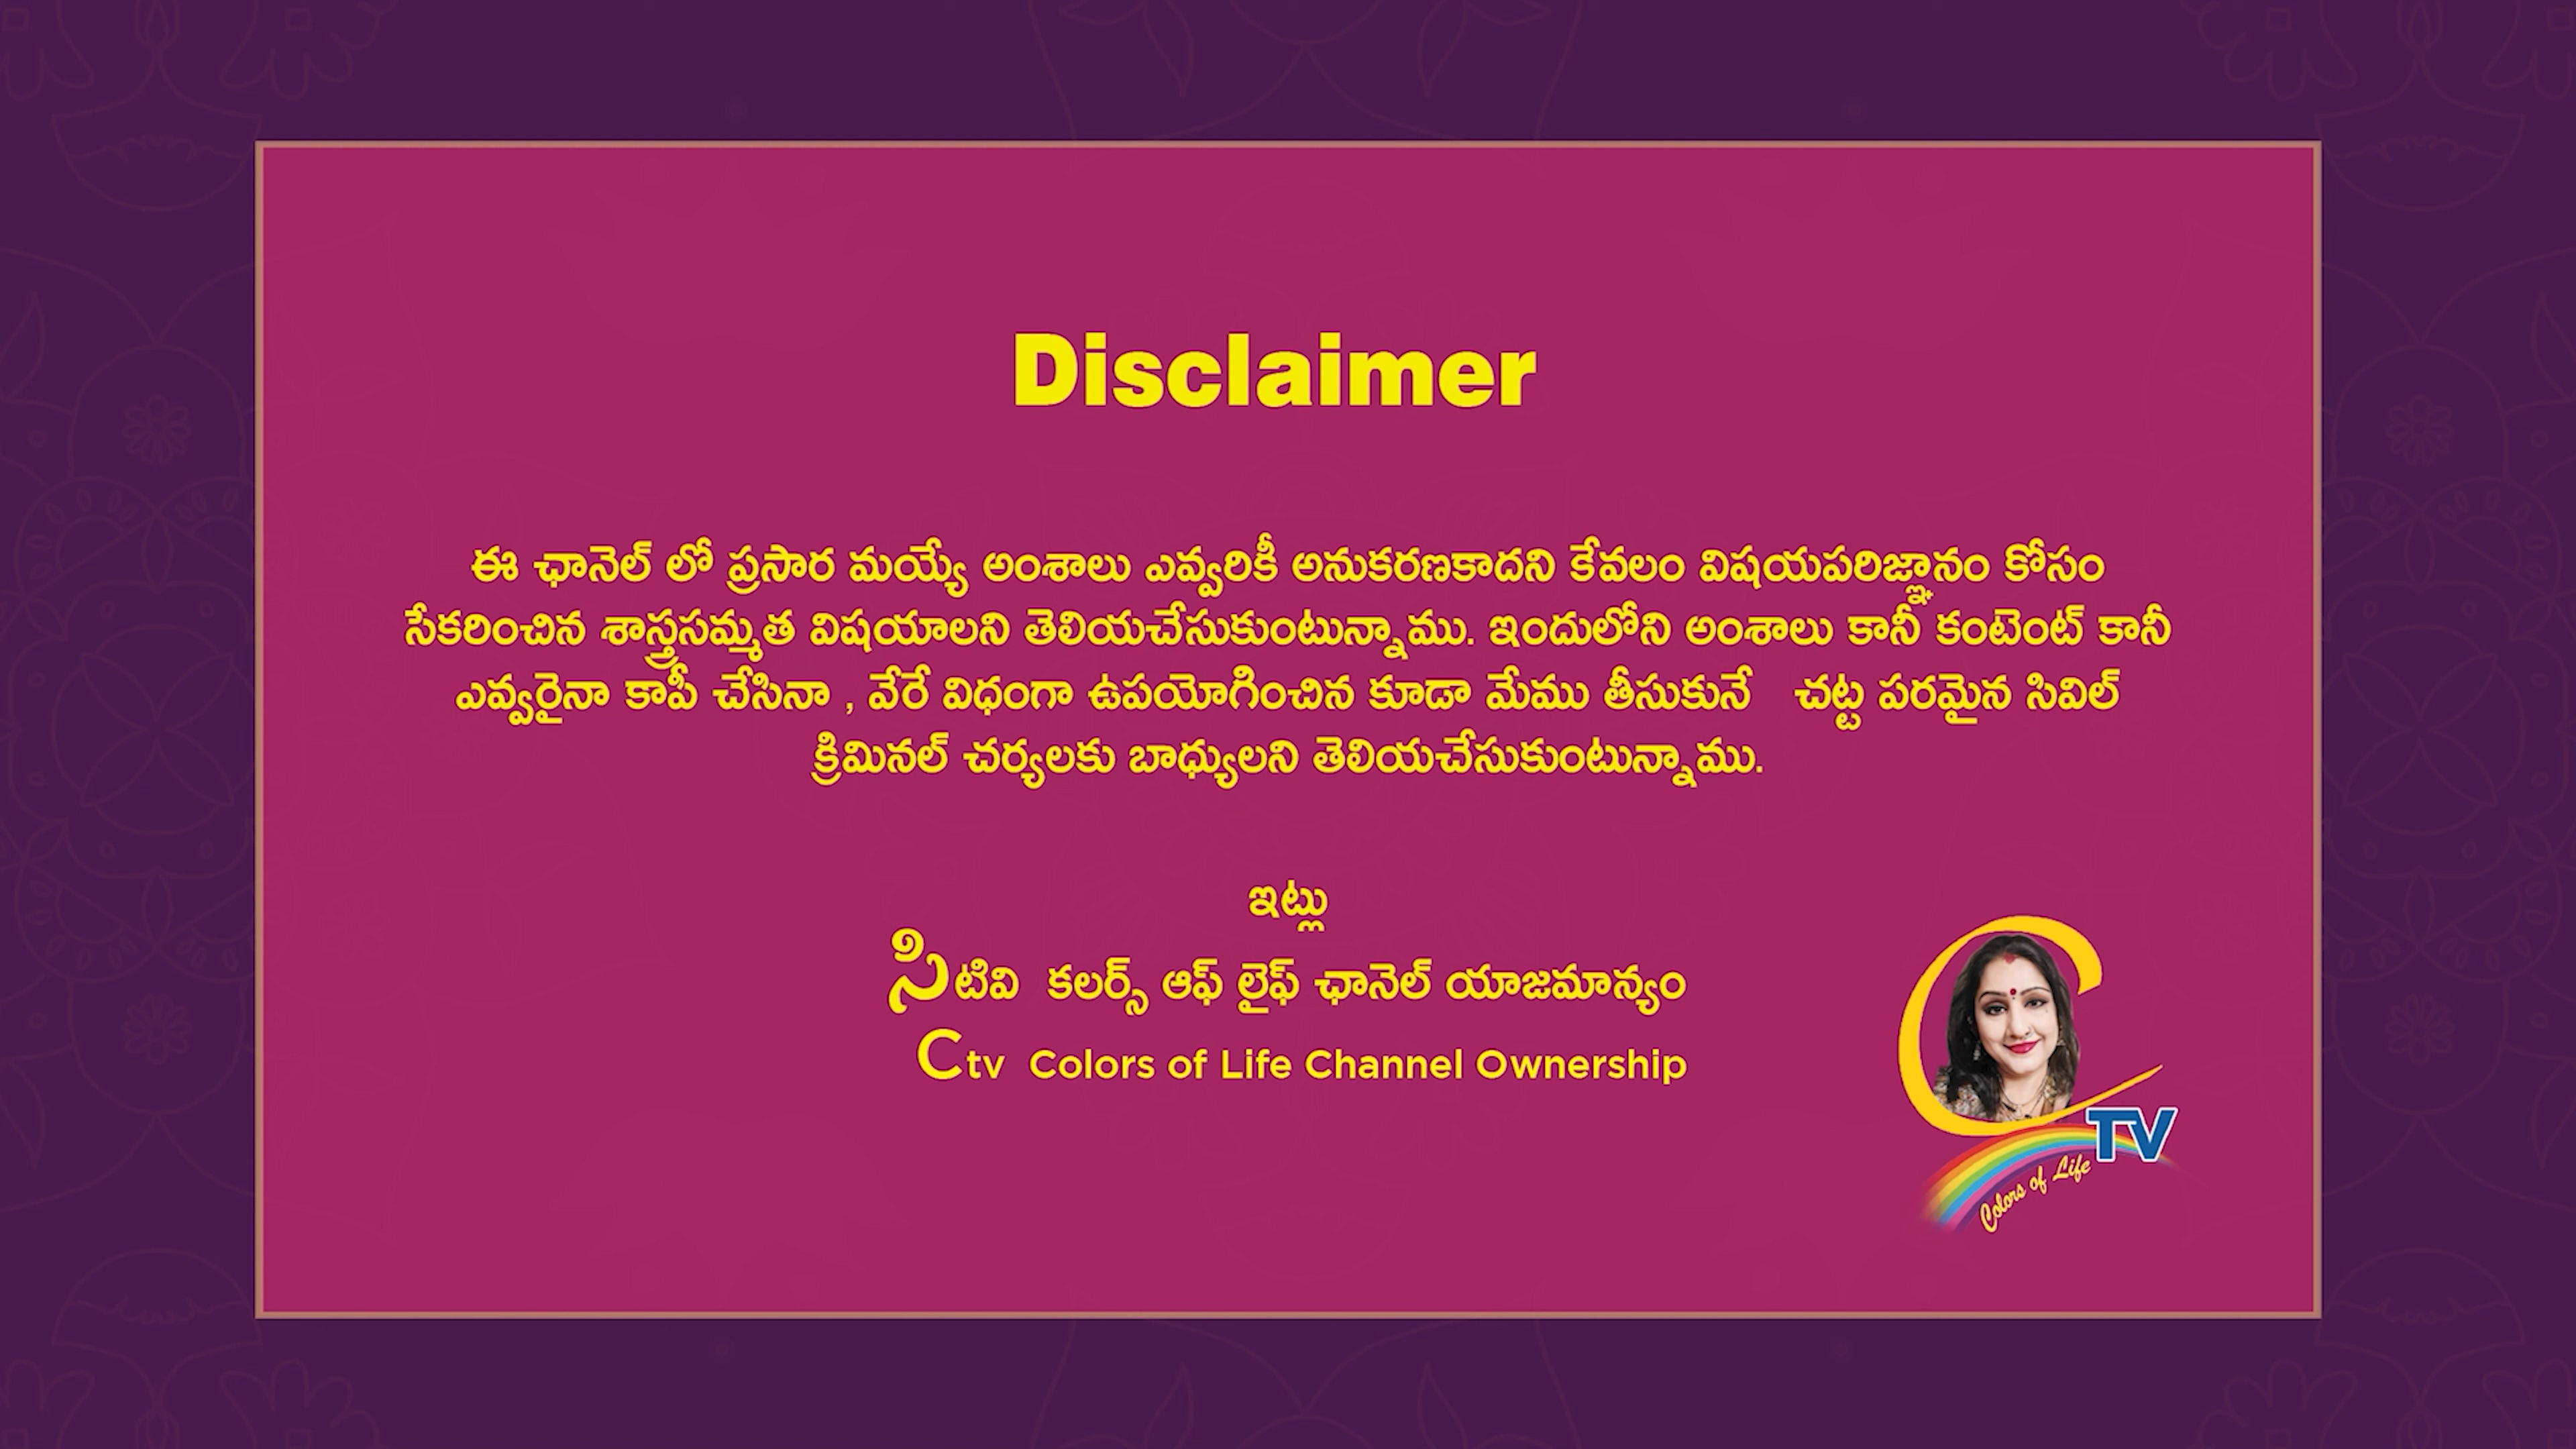 Disclaimer
ఈ ఛానెల్ లో ప్రసార మయ్యే అంశాలు ఎవ్వరికీ అనుకరణకాదని కేవలం విషయపరిజ్ఞానం కోసం
సేకరించిన శాస్త్రసమ్మత విషయాలని తెలియచేసుకుంటున్నాము. ఇందులోని అంశాలు కానీ కంటెంట్ కానీ
ఎవ్వరైనా కాపీ చేసినా , వేరే విధంగా ఉపయోగించిన కూడా మేము తీసుకునే చట్ట పరమైన సివిల్
క్రిమినల్ చర్యలకు బాధ్యులని తెలియచేసుకుంటున్నాము.
ఇట్లు
సిటివి కలర్స్ ఆఫ్ లైఫ్ ఛానెల్ యాజమాన్యం
Ctv Colors of Life Channel Ownership
C TV
Colors of Life